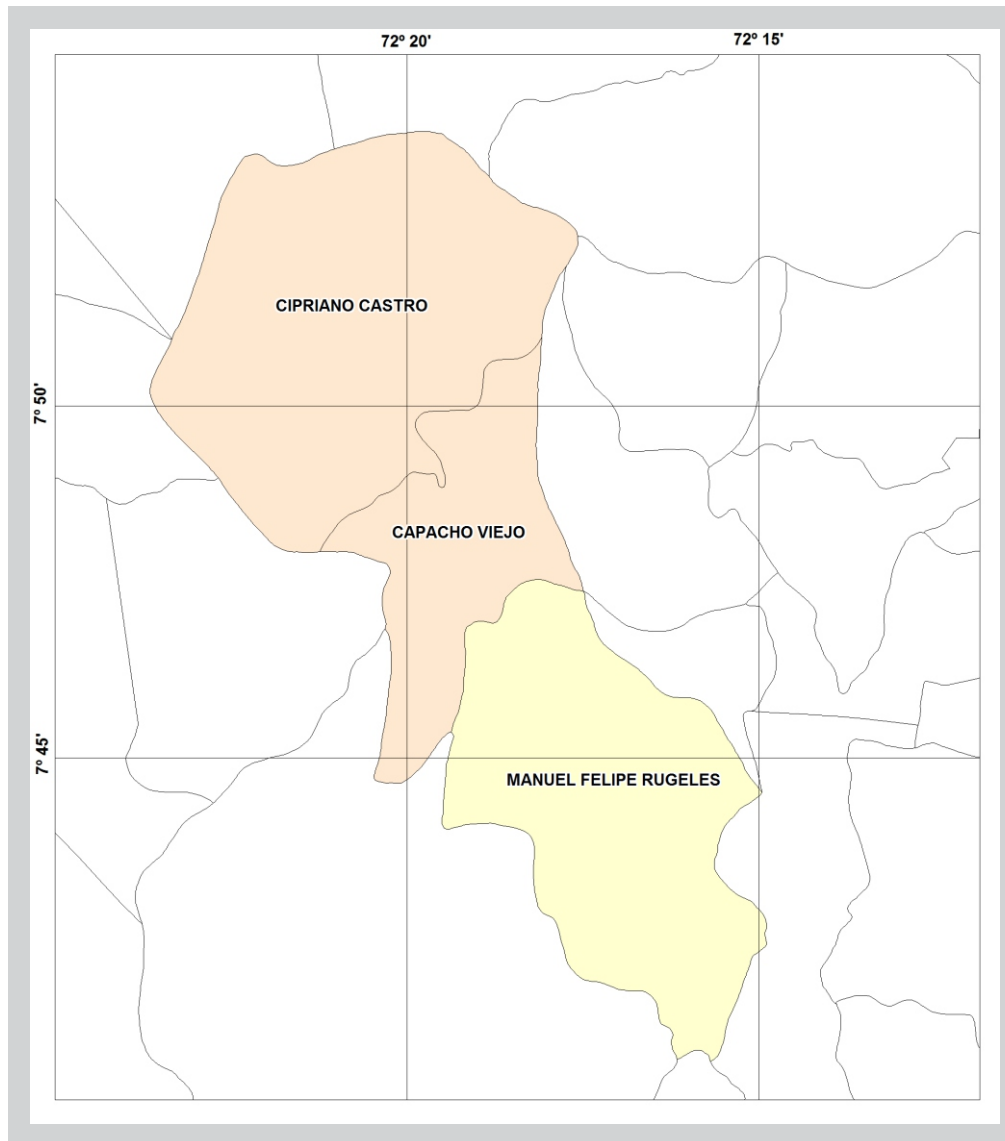 72º 20'
72º 15'
CIPRIANO CASTRO
7º 50'
CAPACHO VIEJO
7º 45'
MANUEL FELIPE RUGELES